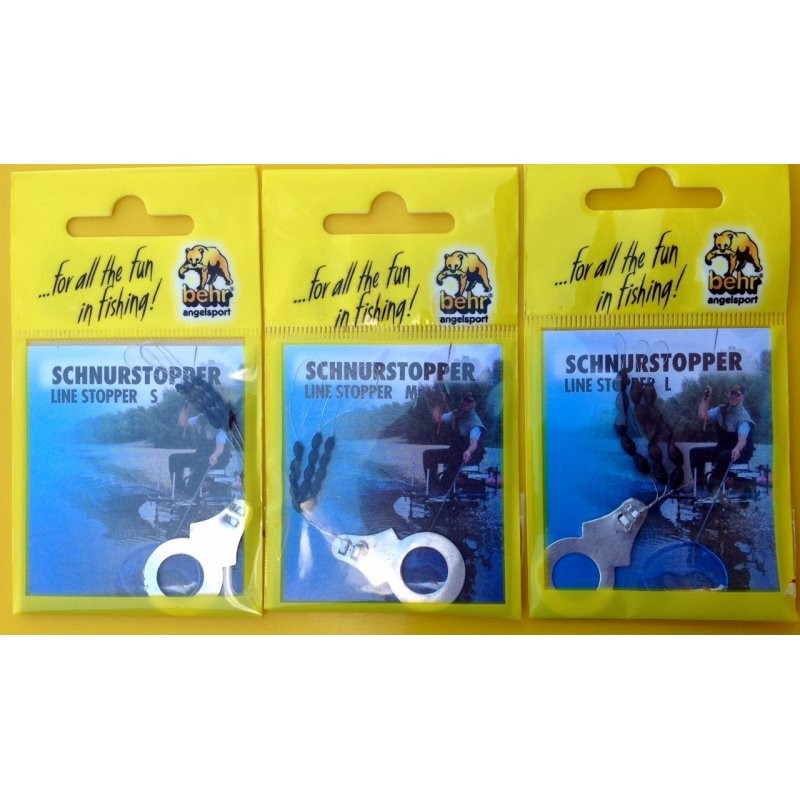 ...for all the fun
in fishing!
behr
angelsport
SCHNURSTOPPER
LINE STOPPER S
...for all the fun
in fishing!
behr
angelsport
SCHNURSTOPPER
LINE STOPPER M
...for all the fun
in fishing!
behr
angelsport
SCHNURSTOPPER
LINE STOPPER L